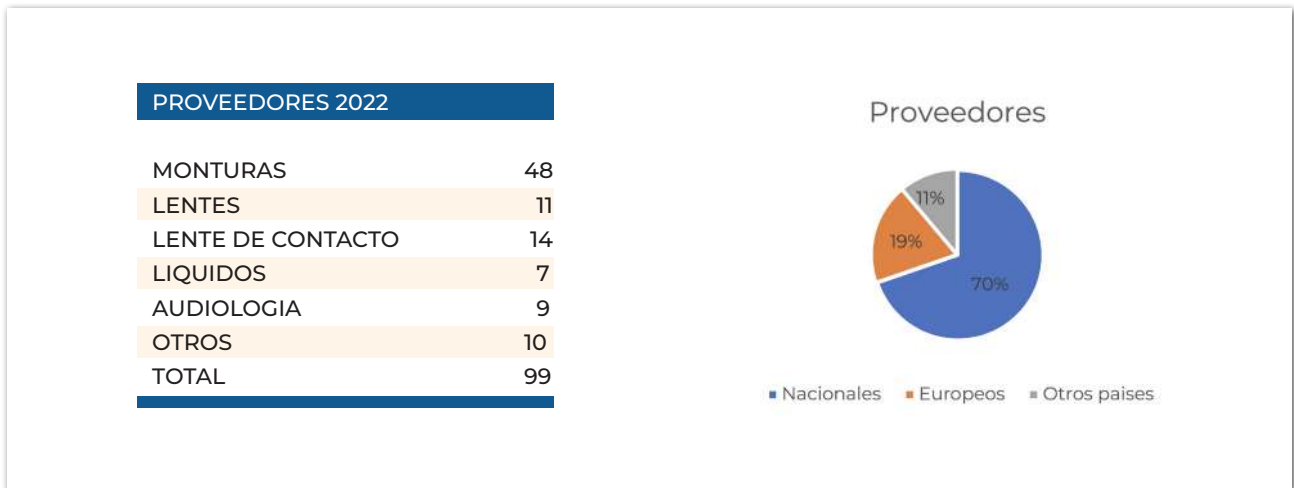 PROVEEDORES 2022
MONTURAS 48
LENTES 11
LENTE DE CONTACTO 14
LIQUIDOS 7
AUDIOLOGIA 9
OTROS 10
TOTAL 99
Proveedores
11%
19%
70%
Nacionales Europeos Otros paises